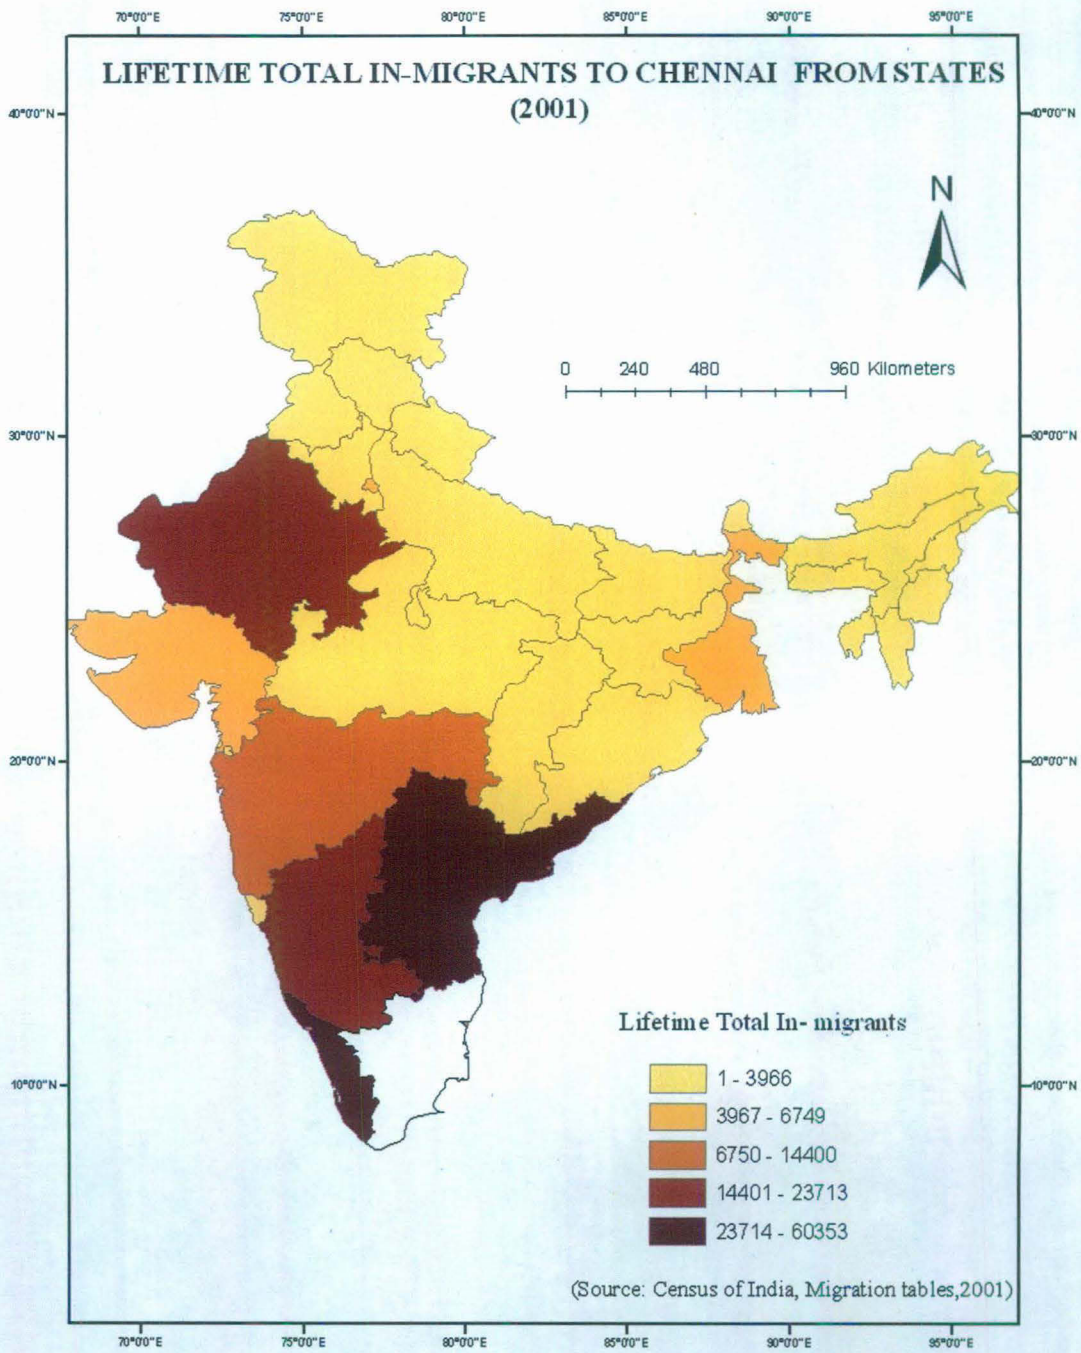 70°0'0"E 75°0'0"E 80°0'0"E 85°0'0"E 90°0'0"E 95°0'0"E
LIFETIME TOTAL IN-MIGRANTS TO CHENNAI FROM STATES
(2001)
40°0'0"N 40°0'0"N
N
0 240 480 960 Kilometers
30°0'0"N 30°0'0"N
20°0'0"N 20°0'0"N
Lifetime Total In- migrants
10°0'0"N 10°0'0"N
1 - 3966
3967 - 6749
6750 - 14400
14401 - 23713
23714 - 60353
(Source: Census of India, Migration tables,2001)
70°0'0"E 75°0'0"E 80°0'0"E 85°0'0"E 90°0'0"E 95°0'0"E